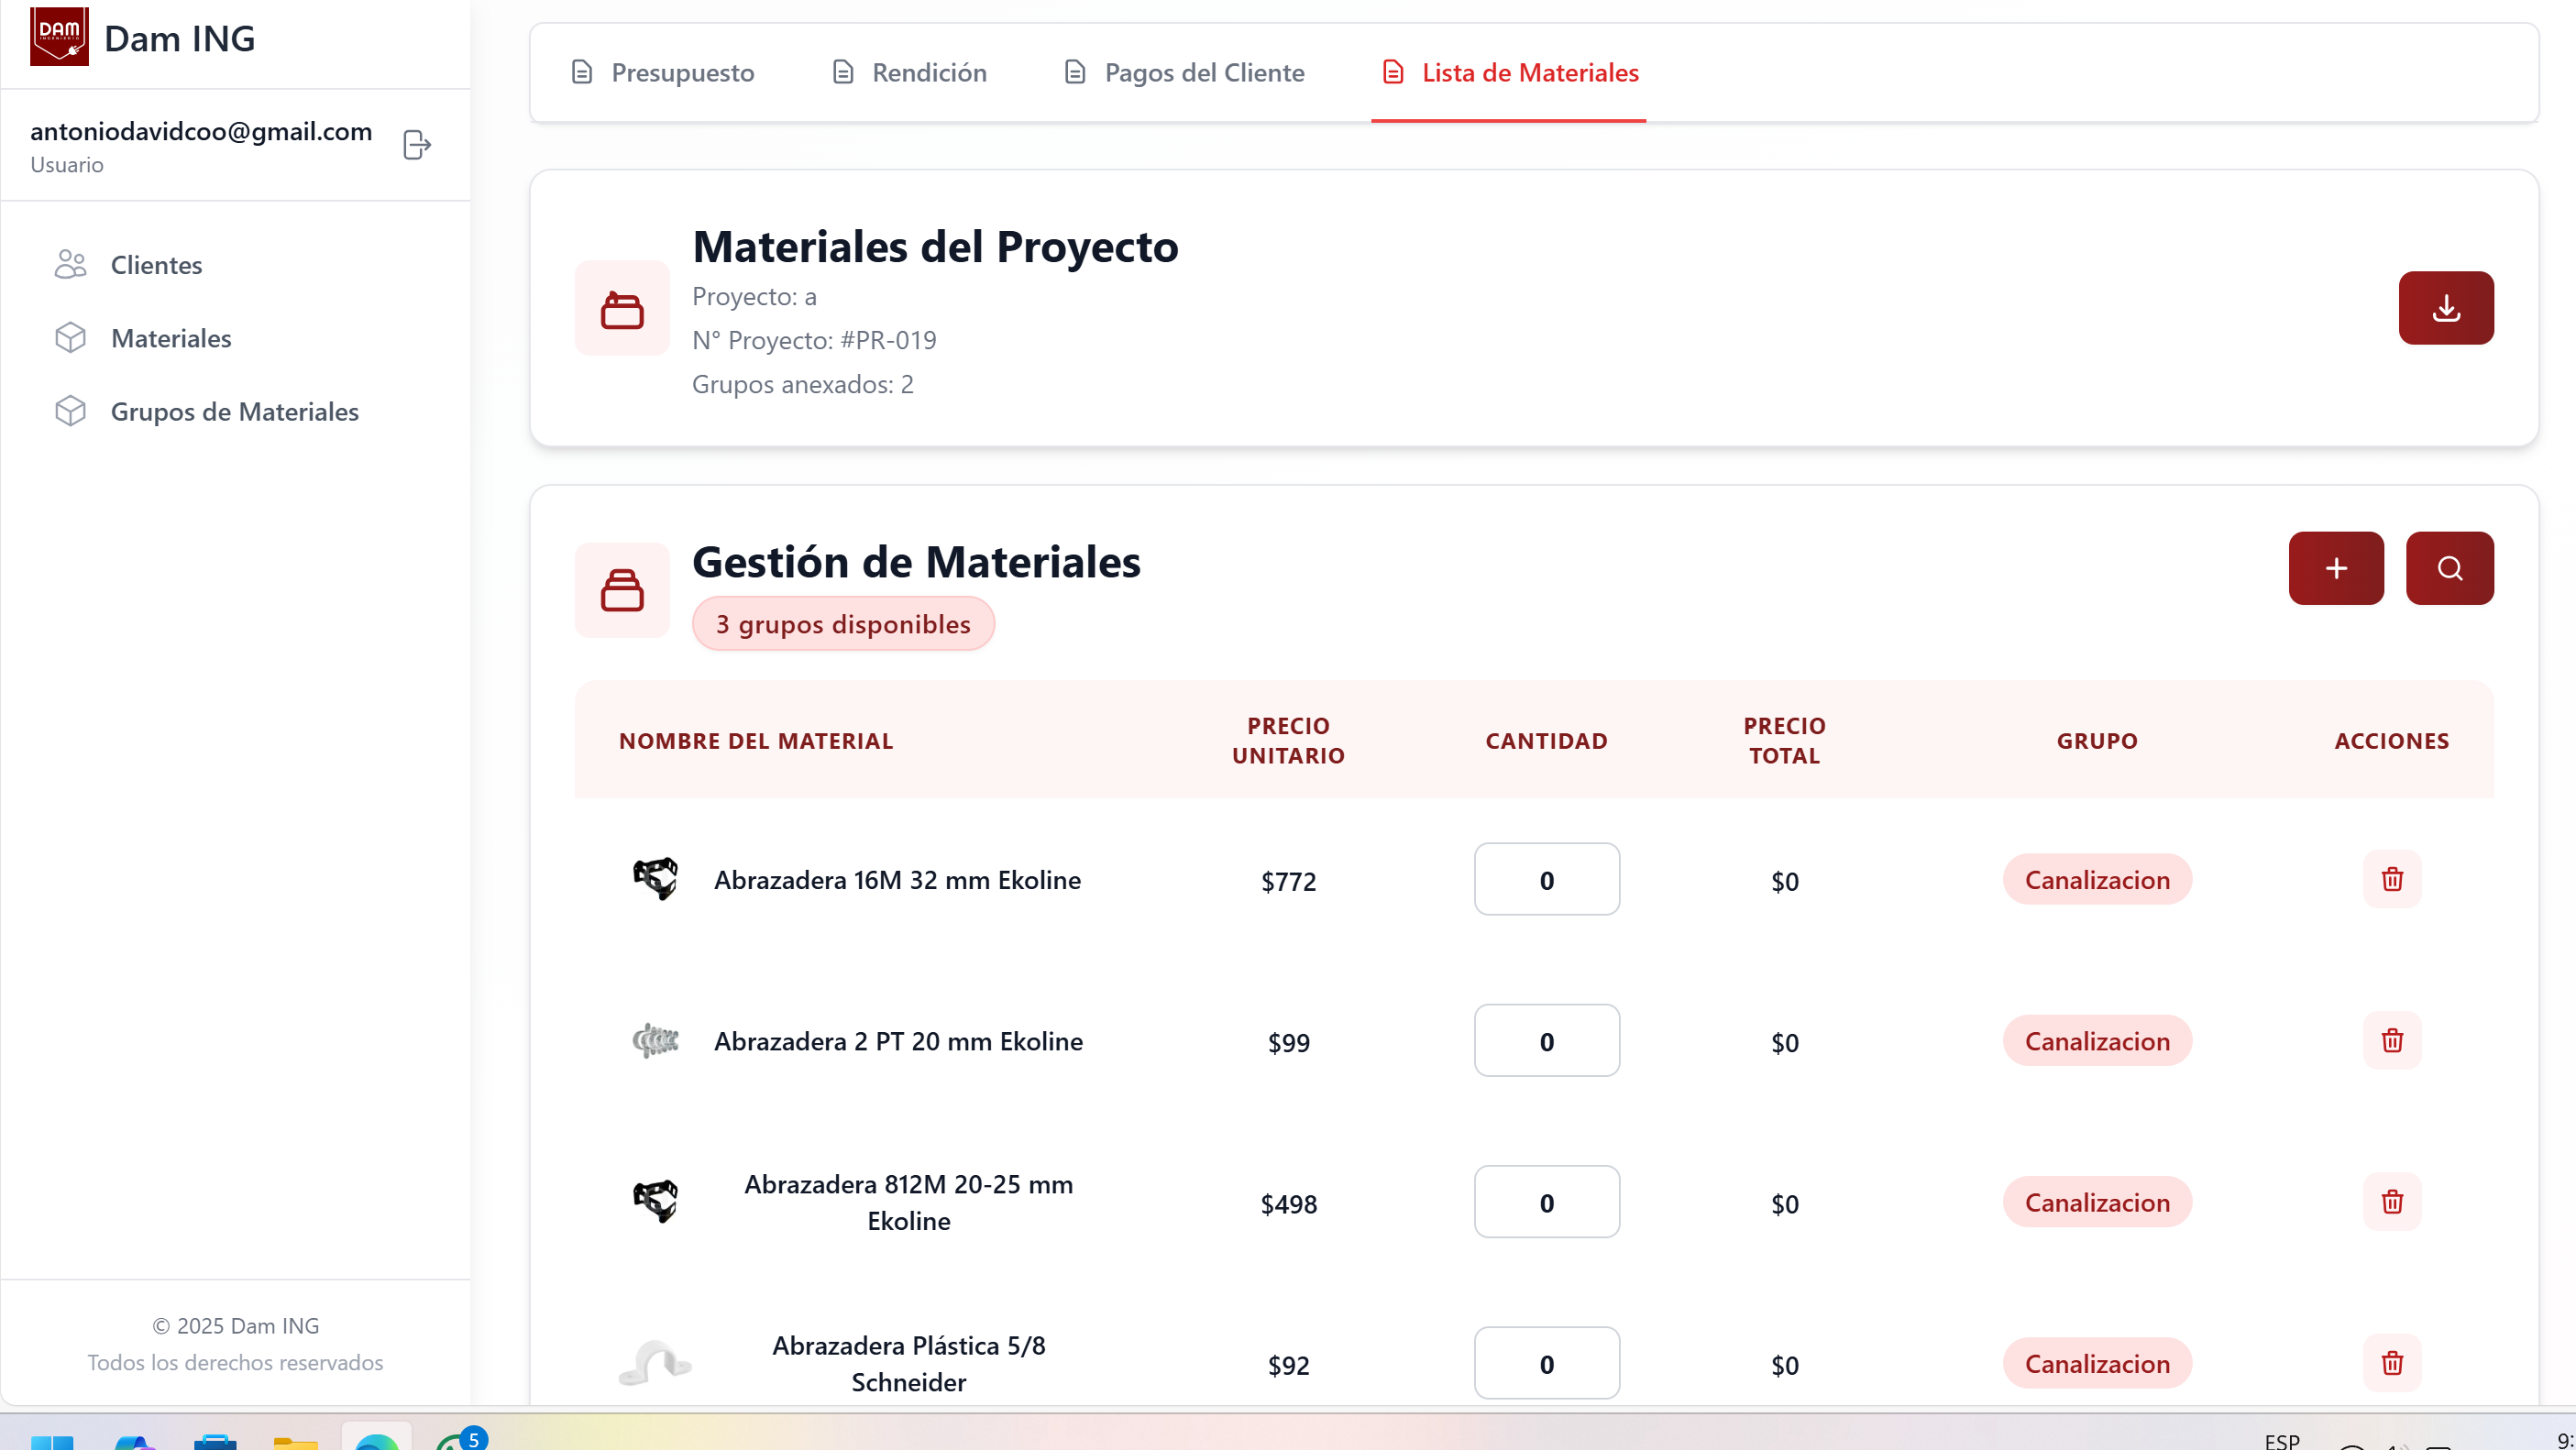 DAM
Dam ING
antoniodavidcoo@gmail.com
Usuario
Clientes
Materiales
Grupos de Materiales
© 2025 Dam ING
Todos los derechos reservados
Presupuesto
Rendición
Pagos del Cliente
Lista de Materiales
Materiales del Proyecto
Proyecto: a
N° Proyecto: #PR-019
Grupos anexados: 2
Gestión de Materiales
3 grupos disponibles
NOMBRE DEL MATERIAL PRECIO UNITARIO CANTIDAD PRECIO TOTAL GRUPO ACCIONES
Abrazadera 16M 32 mm Ekoline $772 0 $0 Canalizacion
Abrazadera 2 PT 20 mm Ekoline $99 0 $0 Canalizacion
Abrazadera 812M 20-25 mm
Ekoline $498 0 $0 Canalizacion
Abrazadera Plástica 5/8
Schneider $92 0 $0 Canalizacion
5
ESP